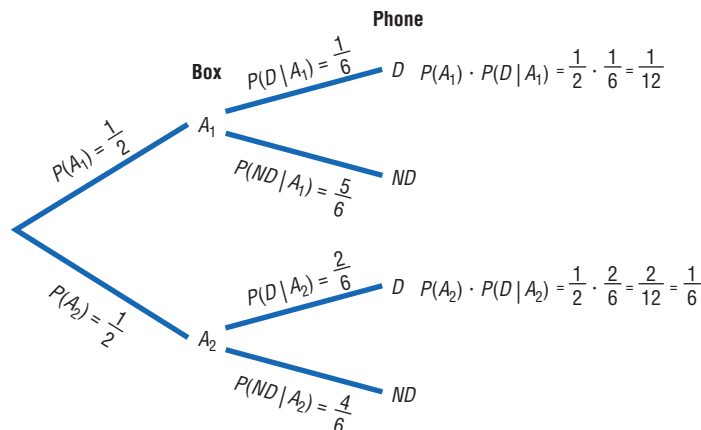 Phone
Box
P(D | A₁) = 1/6
D P(A₁) · P(D | A₁) = 1/2 · 1/6 = 1/12
P(A₁) = 1/2
A₁
P(ND | A₁) = 5/6
ND
P(D | A₂) = 2/6
D P(A₂) · P(D | A₂) = 1/2 · 2/6 = 2/12 = 1/6
P(A₂) = 1/2
A₂
P(ND | A₂) = 4/6
ND